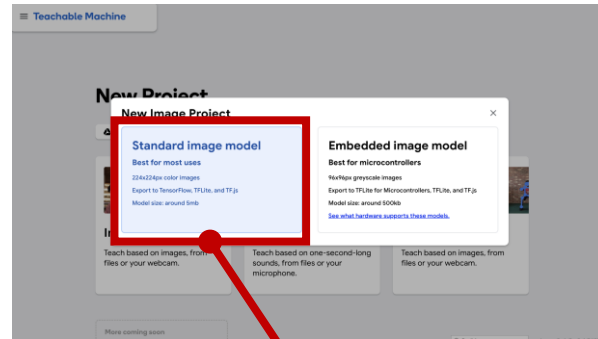 ≡ Teachable Machine
New Project
New Image Project
×
Standard image model
Best for most uses
224x224px color images
Export to TensorFlow, TFLite, and TF.js
Model size: around 5mb
Embedded image model
Best for microcontrollers
96x96px greyscale images
Export to TFLite for Microcontrollers, TFLite, and TF.js
Model size: around 500kb
See what hardware supports these models.
Teach based on images, from
files or your webcam.
Teach based on one-second-long
sounds, from files or your
microphone.
Teach based on images, from
files or your webcam.
More coming soon